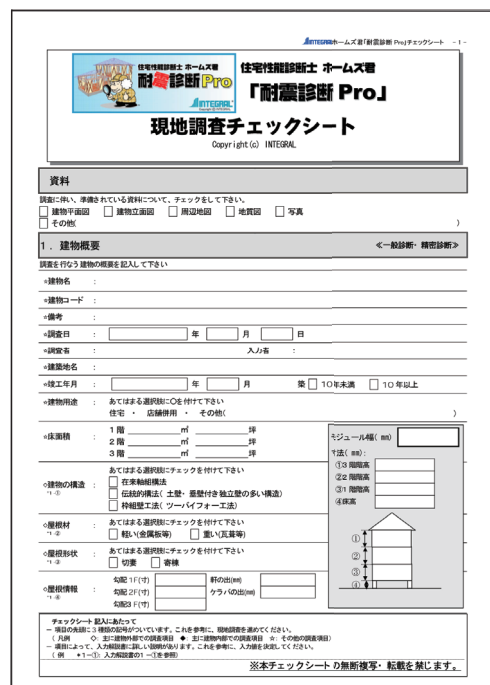 INTEGRALホームズ君「耐震診断 Pro」チェックシート －1－
住宅性能診断士 ホームズ君
耐震診断Pro
INTEGRAL
住宅性能診断士 ホームズ君
「耐震診断 Pro」
現地調査チェックシート
Copyright(c) INTEGRAL
資料
調査に伴い、準備されている資料について、チェックをして下さい。
□ 建物平面図 □ 建物立面図 □ 周辺地図 □ 地質図 □ 写真
□ その他( )
1. 建物概要 ≪一般診断・精密診断≫
調査を行なう建物の概要を記入して下さい
☆建物名 :
☆建物コード :
☆備考 :
☆調査日 : 年 月 日
☆調査者 : 入力者 :
☆建築地名 :
☆竣工年月 : 年 月 築 □ 10年未満 □ 10年以上
☆建物用途 : あてはまる選択肢に○を付けて下さい
住宅 ・ 店舗併用 ・ その他( )
☆床面積 : 1階 ㎡ 坪
2階 ㎡ 坪
3階 ㎡ 坪
モジュール幅(mm)
寸法(mm):
①3階階高
②2階階高
③1階階高
④床高
◇建物の構造 : あてはまる選択肢にチェックを付けて下さい
*1-① □ 在来軸組構法
□ 伝統的構法(土壁・垂壁付き独立壁の多い構造)
□ 枠組壁工法(ツーバイフォー工法)
◇屋根材 : あてはまる選択肢にチェックを付けて下さい
*1-② □ 軽い(金属板等) □ 重い(瓦葺等)
◇屋根形状 : あてはまる選択肢にチェックを付けて下さい
*1-③ □ 切妻 □ 寄棟
◇屋根情報 : 勾配1F(寸) 軒の出(mm)
*1-④ 勾配2F(寸) ケラバの出(mm)
勾配3F(寸)
①
②
③
④
チェックシート記入にあたって
－ 項目の先頭に3種類の記号がついています。これを参考に、現地調査を進めてください。
( 凡例 ◇: 主に建物外部での調査項目 ◆: 主に建物内部での調査項目 ☆: その他の調査項目)
－ 項目によって、入力解説書に詳しい説明があります。これを参考に、入力値を決定してください。
( 例 *1-①: 入力解説書の1-①を参照)
※本チェックシートの無断複写・転載を禁じます。